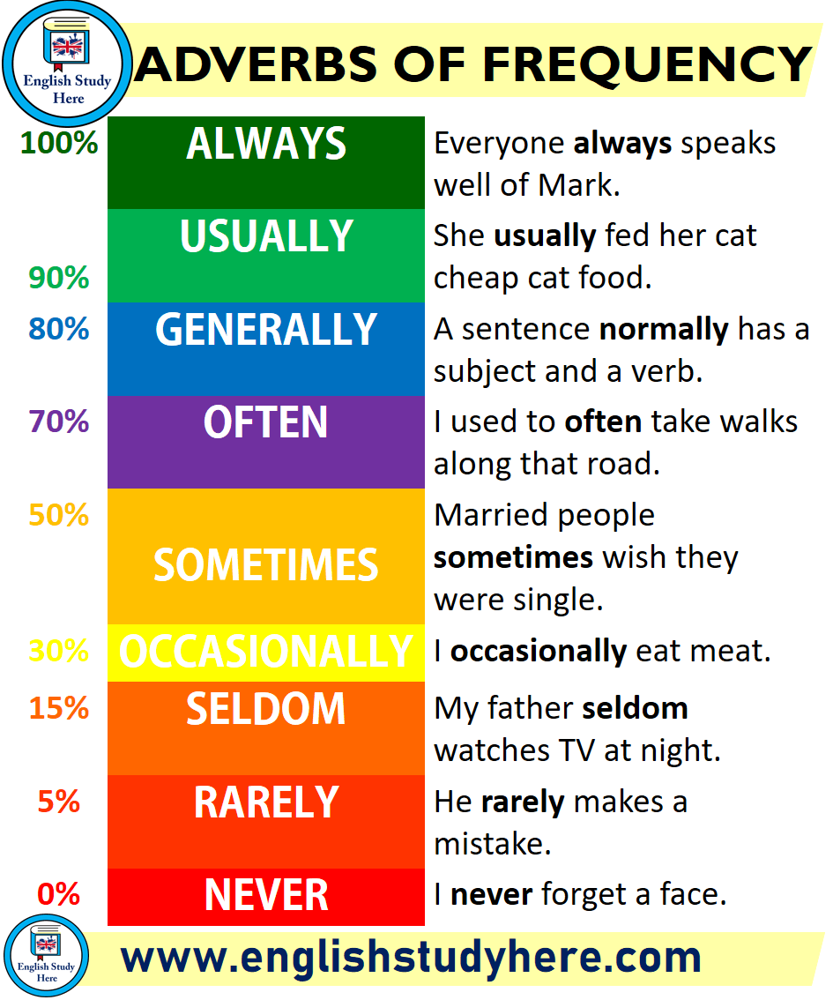 English Study
Here
ADVERBS OF FREQUENCY
100%
ALWAYS
Everyone always speaks
well of Mark.
90%
USUALLY
She usually fed her cat
cheap cat food.
80%
GENERALLY
A sentence normally has a
subject and a verb.
70%
OFTEN
I used to often take walks
along that road.
50%
SOMETIMES
Married people
sometimes wish they
were single.
30%
OCCASIONALLY
I occasionally eat meat.
15%
SELDOM
My father seldom
watches TV at night.
5%
RARELY
He rarely makes a
mistake.
0%
NEVER
I never forget a face.
English Study
Here
www.englishstudyhere.com